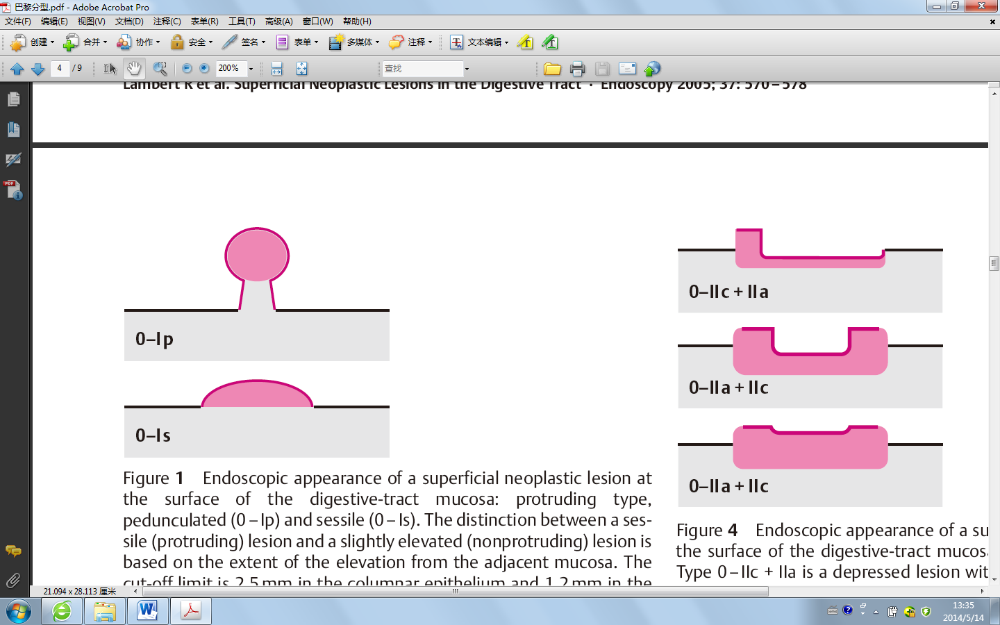 巴黎分型.pdf - Adobe Acrobat Pro
文件(F) 编辑(E) 视图(V) 文档(D) 注释(C) 表单(R) 工具(T) 高级(A) 窗口(W) 帮助(H)
创建 合并 协作 安全 签名 表单 多媒体 注释 文本编辑
4 / 9 200% 查找
Lambert R et al. Superficial Neoplastic Lesions in the Digestive Tract · Endoscopy 2005; 37: 570–578
0–Ip
0–Is
Figure 1 Endoscopic appearance of a superficial neoplastic lesion at
the surface of the digestive-tract mucosa: protruding type,
pedunculated (0–Ip) and sessile (0–Is). The distinction between a ses-
sile (protruding) lesion and a slightly elevated (nonprotruding) lesion is
based on the extent of the elevation from the adjacent mucosa. The
cut-off limit is 2.5 mm in the columnar epithelium and 1.2 mm in the
0–IIc + IIa
0–IIa + IIc
0–IIa + IIc
Figure 4 Endoscopic appearance of a su
the surface of the digestive-tract mucos
Type 0–IIc + IIa is a depressed lesion wit
21.094 x 28.113 厘米
13:35
2014/5/14